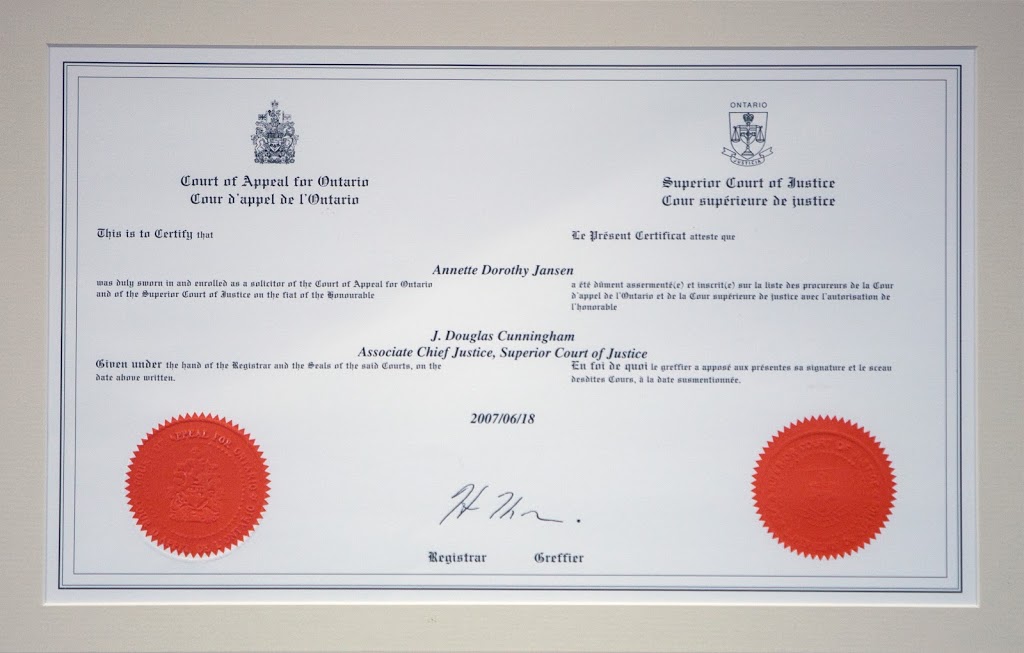 ONTARIO
JUSTITIA
Court of Appeal for Ontario
Cour d'appel de l'Ontario
Superior Court of Justice
Cour supérieure de justice
This is to Certify that
Le Présent Certificat atteste que
Annette Dorothy Jansen
was duly sworn in and enrolled as a solicitor of the Court of Appeal for Ontario
and of the Superior Court of Justice on the fiat of the Honourable
a été dûment assermenté(e) et inscrit(e) sur la liste des procureurs de la Cour
d'appel de l'Ontario et de la Cour supérieure de justice avec l'autorisation de
l'honorable
J. Douglas Cunningham
Associate Chief Justice, Superior Court of Justice
Given under the hand of the Registrar and the Seals of the said Courts, on the
date above written.
En foi de quoi le greffier a apposé aux présentes sa signature et le sceau
desdites Cours, à la date susmentionnée.
2007/06/18
APPEAL FOR
Registrar Greffier